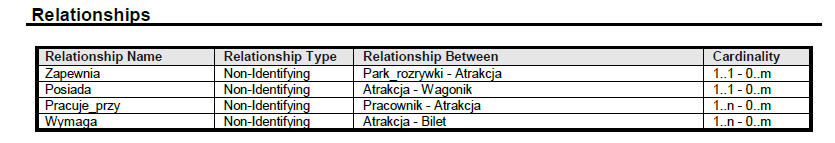 Relationships
Relationship Name Relationship Type Relationship Between Cardinality
Zapewnia Non-Identifying Park_rozrywki - Atrakcja 1..1 - 0..m
Posiada Non-Identifying Atrakcja - Wagonik 1..1 - 0..m
Pracuje_przy Non-Identifying Pracownik - Atrakcja 1..n - 0..m
Wymaga Non-Identifying Atrakcja - Bilet 1..n - 0..m